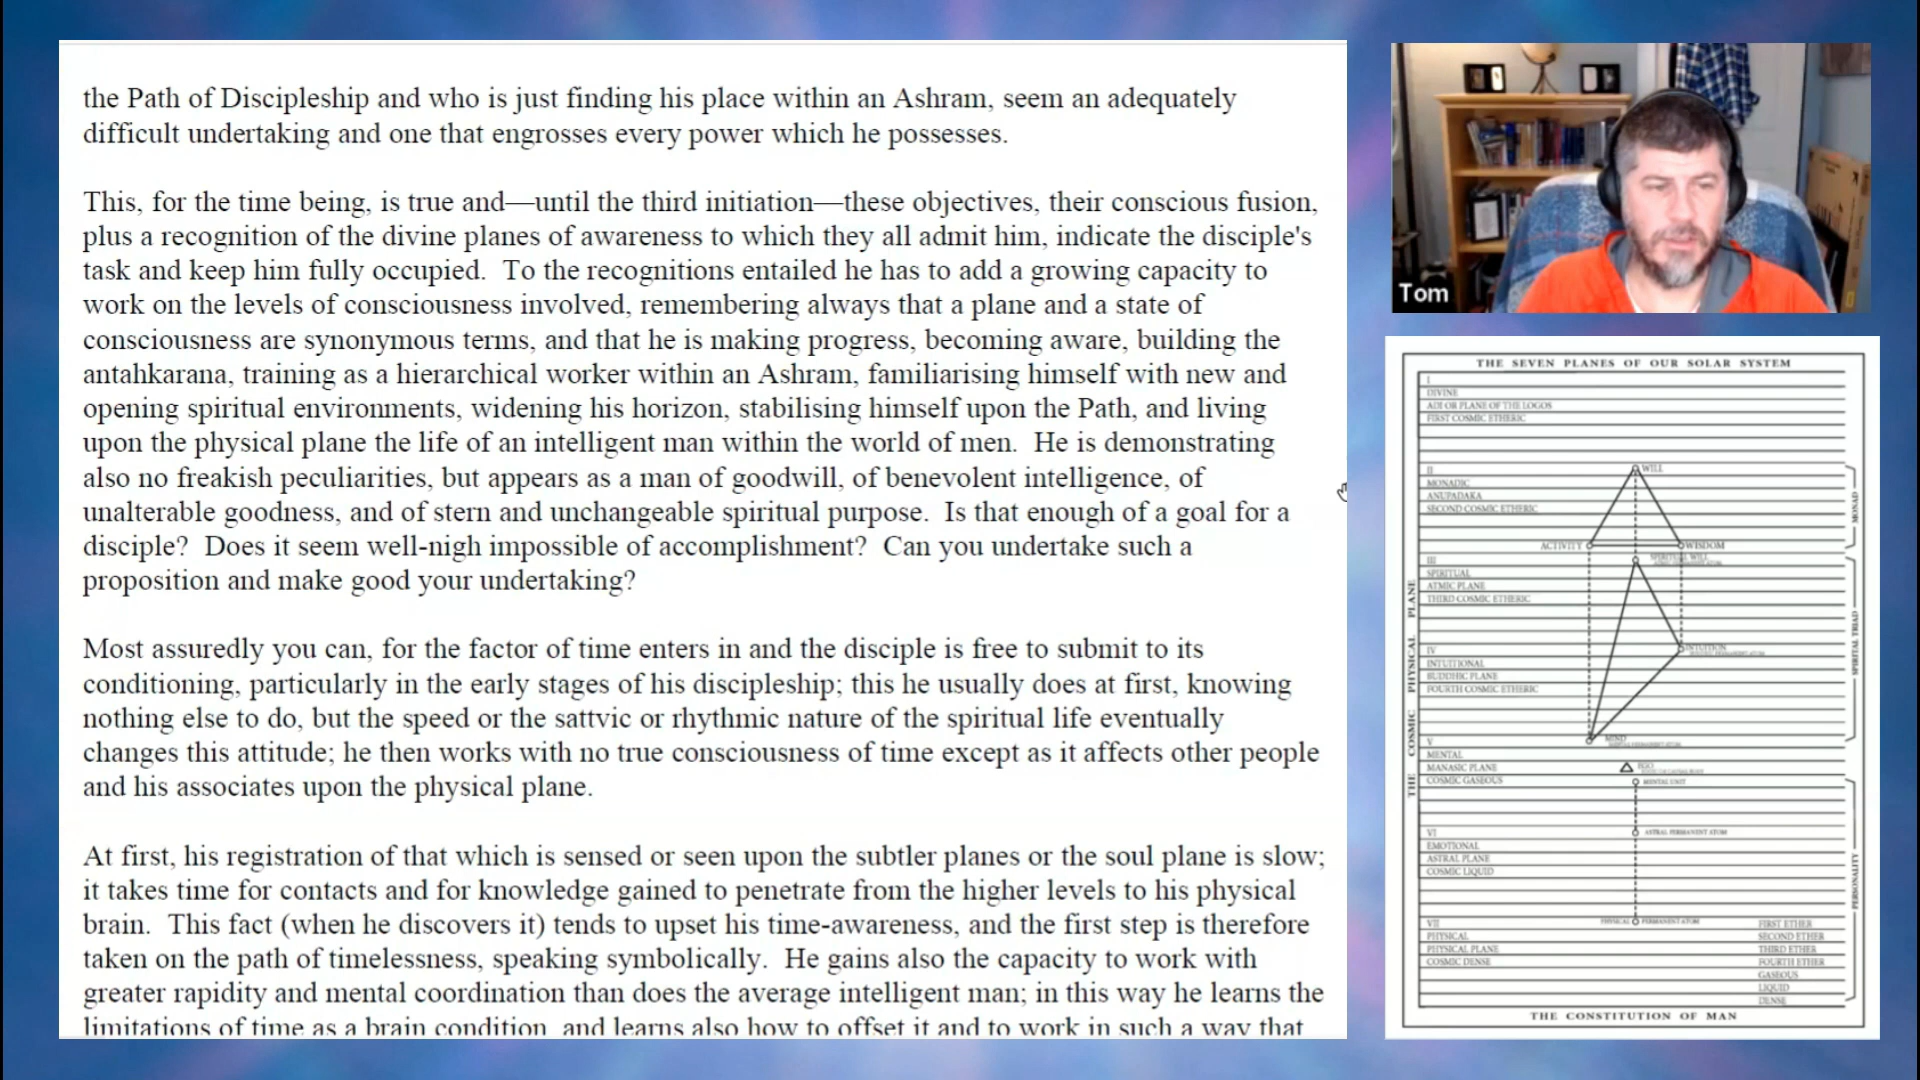 the Path of Discipleship and who is just finding his place within an Ashram, seem an adequately
difficult undertaking and one that engrosses every power which he possesses.
This, for the time being, is true and—until the third initiation—these objectives, their conscious fusion,
plus a recognition of the divine planes of awareness to which they all admit him, indicate the disciple's
task and keep him fully occupied.  To the recognitions entailed he has to add a growing capacity to
work on the levels of consciousness involved, remembering always that a plane and a state of
consciousness are synonymous terms, and that he is making progress, becoming aware, building the
antahkarana, training as a hierarchical worker within an Ashram, familiarising himself with new and
opening spiritual environments, widening his horizon, stabilising himself upon the Path, and living
upon the physical plane the life of an intelligent man within the world of men.  He is demonstrating
also no freakish peculiarities, but appears as a man of goodwill, of benevolent intelligence, of
unalterable goodness, and of stern and unchangeable spiritual purpose.  Is that enough of a goal for a
disciple?  Does it seem well-nigh impossible of accomplishment?  Can you undertake such a
proposition and make good your undertaking?
Most assuredly you can, for the factor of time enters in and the disciple is free to submit to its
conditioning, particularly in the early stages of his discipleship; this he usually does at first, knowing
nothing else to do, but the speed or the sattvic or rhythmic nature of the spiritual life eventually
changes this attitude; he then works with no true consciousness of time except as it affects other people
and his associates upon the physical plane.
At first, his registration of that which is sensed or seen upon the subtler planes or the soul plane is slow;
it takes time for contacts and for knowledge gained to penetrate from the higher levels to his physical
brain.  This fact (when he discovers it) tends to upset his time-awareness, and the first step is therefore
taken on the path of timelessness, speaking symbolically.  He gains also the capacity to work with
greater rapidity and mental coordination than does the average intelligent man; in this way he learns the
limitations of time as a brain condition, and learns also how to offset it and to work in such a way that
Tom
THE SEVEN PLANES OF OUR SOLAR SYSTEM
I
DIVINE
ADI OR PLANE OF THE LOGOS
FIRST COSMIC ETHERIC
II
WILL
MONADIC
ANUPADAKA
SECOND COSMIC ETHERIC
MONAD
ACTIVITY
WISDOM
III
SPIRITUAL WILL
SPIRITUAL
ATMIC PLANE
THIRD COSMIC ETHERIC
SPIRITUAL TRIAD
IV
INTUITION
INTUITIONAL
BUDDHIC PLANE
FOURTH COSMIC ETHERIC
THE COSMIC PHYSICAL PLANE
V
MIND
MENTAL
MANASIC PLANE
EGO
COSMIC GASEOUS
MENTAL UNIT
VI
ASTRAL PERMANENT ATOM
EMOTIONAL
ASTRAL PLANE
COSMIC LIQUID
PERSONALITY
VII
PHYSICAL PERMANENT ATOM
FIRST ETHER
PHYSICAL
SECOND ETHER
PHYSICAL PLANE
THIRD ETHER
COSMIC DENSE
FOURTH ETHER
GASEOUS
LIQUID
DENSE
THE CONSTITUTION OF MAN